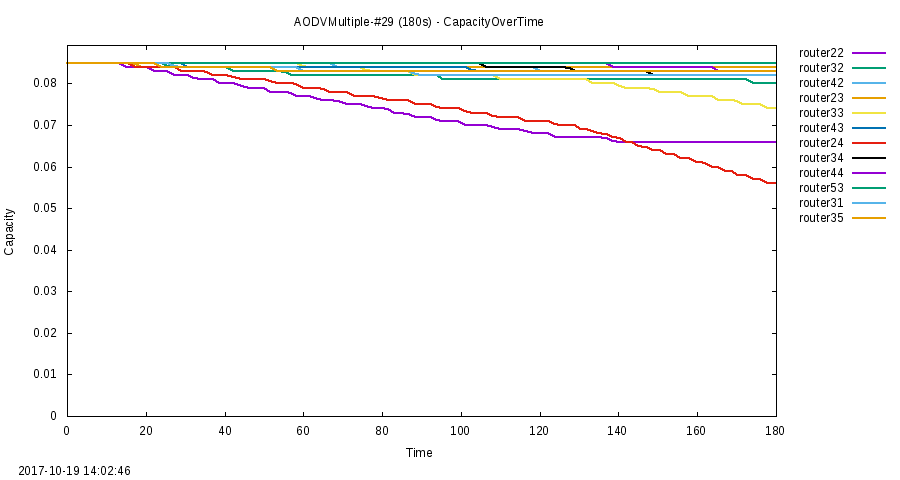 AODVMultiple-#29 (180s) - CapacityOverTime
router22
router32
router42
router23
router33
router43
router24
router34
router44
router53
router31
router35
0.08
0.07
0.06
0.05
0.04
0.03
0.02
0.01
0
Capacity
0 20 40 60 80 100 120 140 160 180
Time
2017-10-19 14:02:46